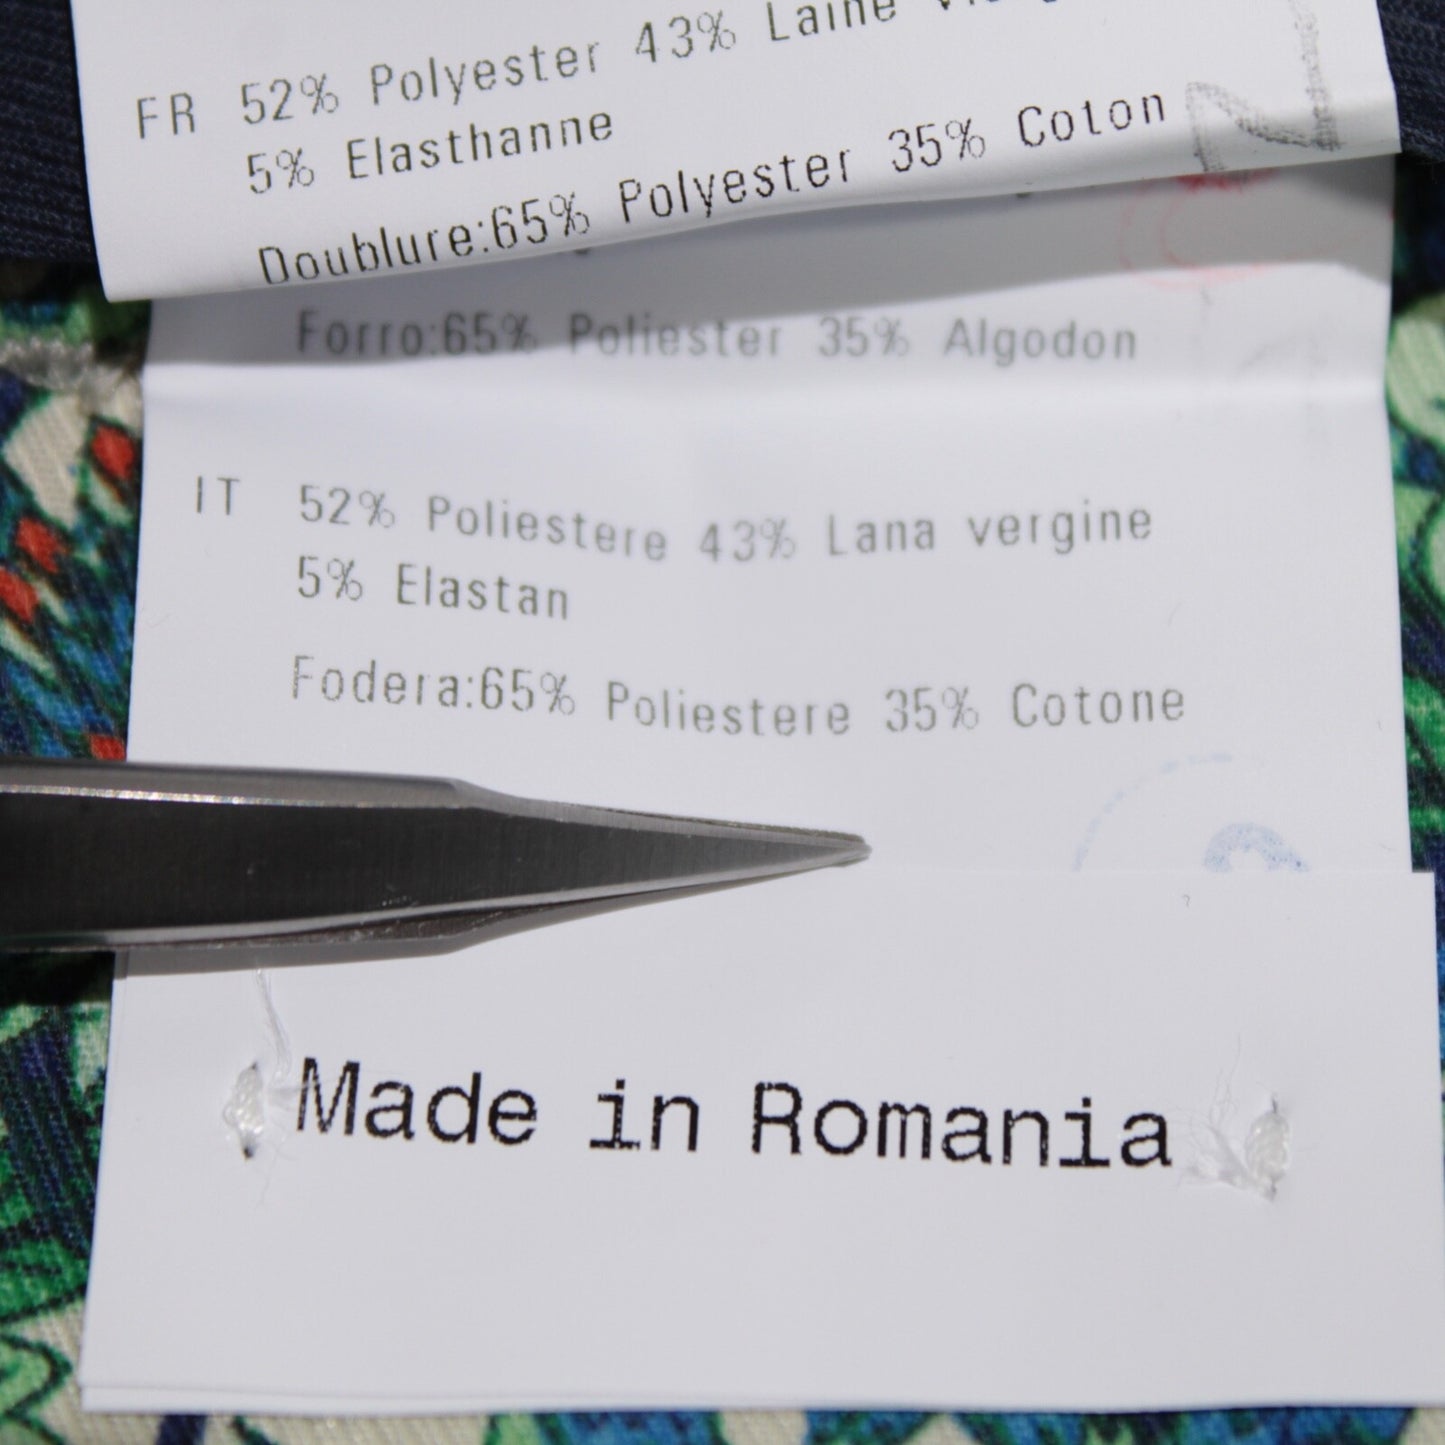 FR 52% Polyester 43% Laine
5% Elasthanne
Doublure:65% Polyester 35% Coton
Forro:65% Poliester 35% Algodon
IT 52% Poliestere 43% Lana vergine
5% Elastan
Fodera:65% Poliestere 35% Cotone
Made in Romania